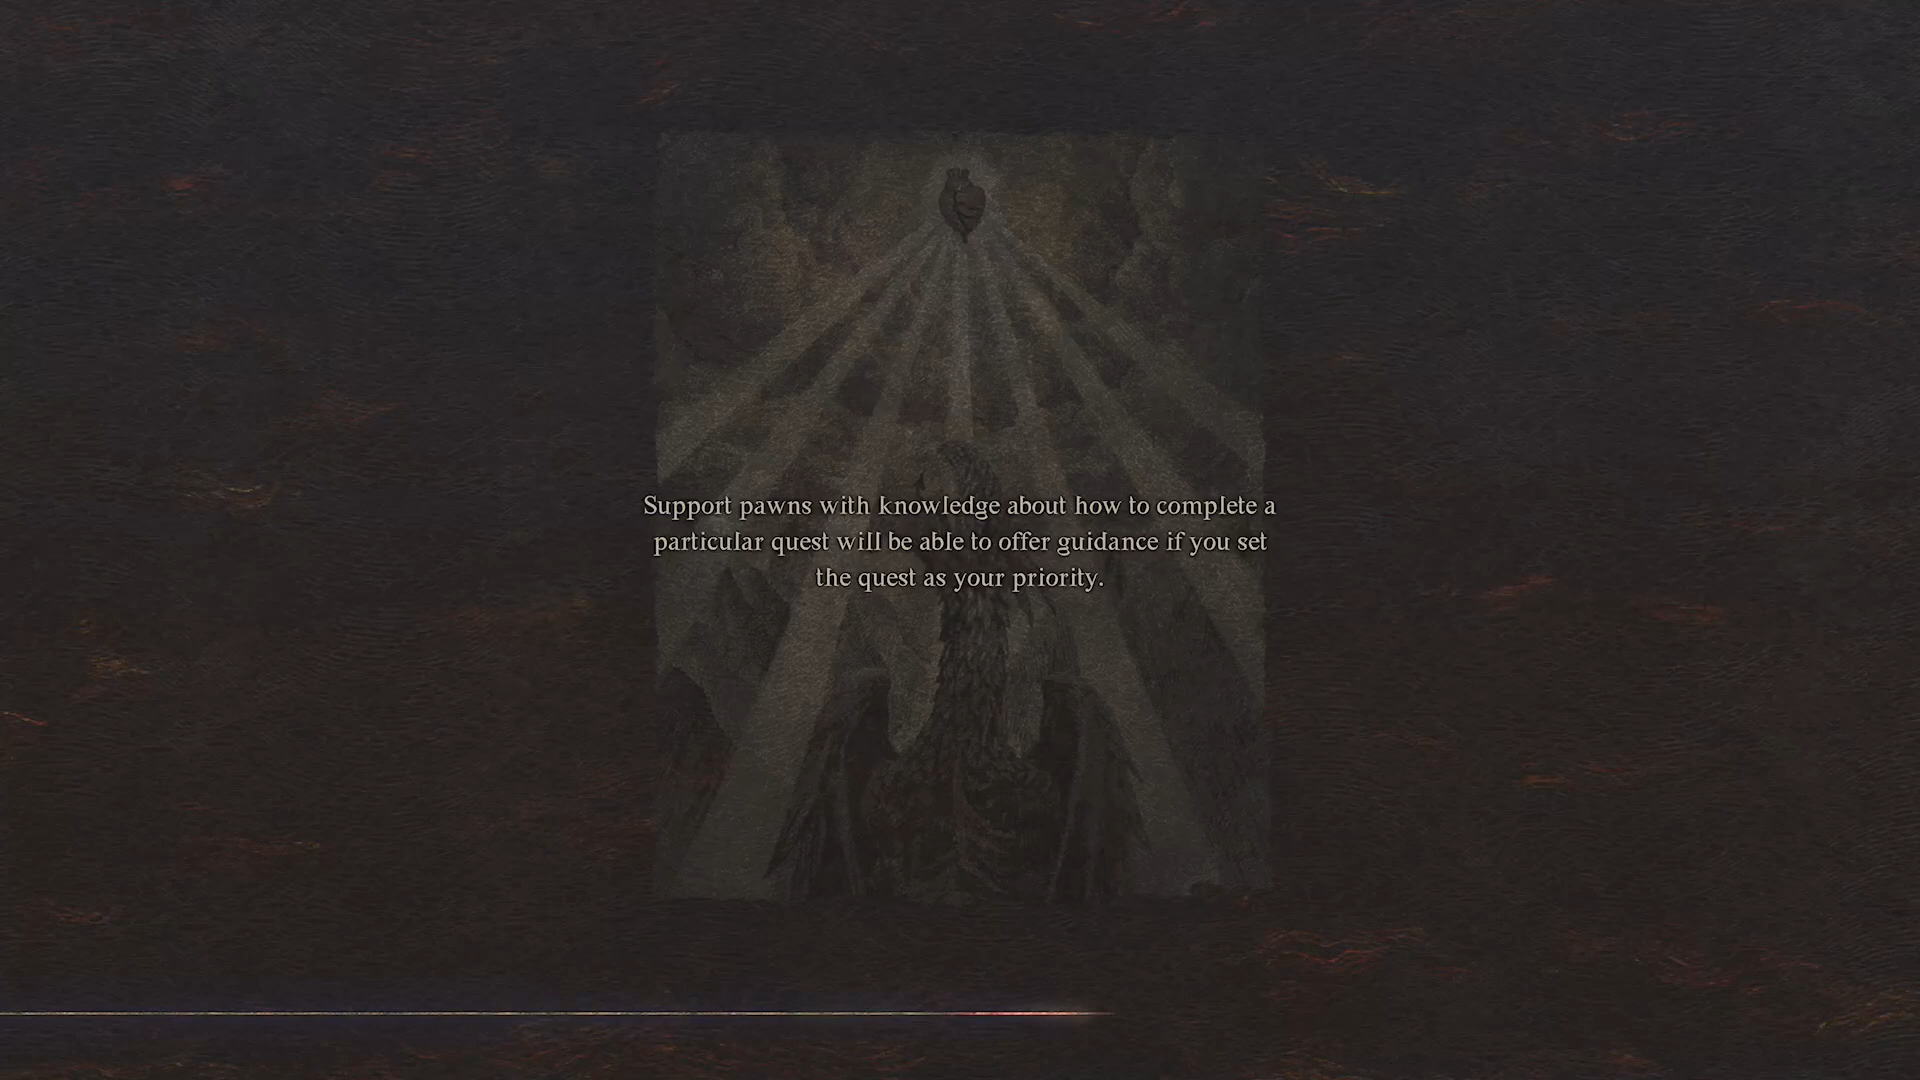 Support pawns with knowledge about how to complete a
particular quest will be able to offer guidance if you set
the quest as your priority.